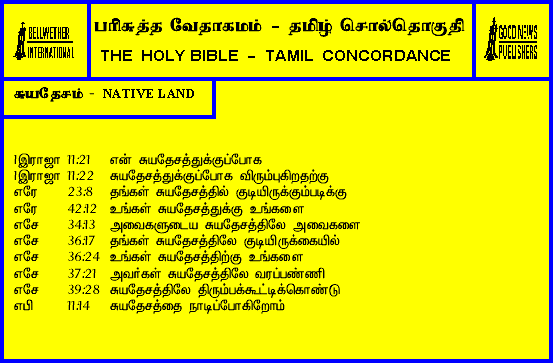 BELLWETHER
INTERNATIONAL
பரிசுத்த வேதாகமம் - தமிழ் சொல்தொகுதி
THE HOLY BIBLE - TAMIL CONCORDANCE
GOOD NEWS
PUBLISHERS
சுயதேசம் - NATIVE LAND
1இராஜா 11:21 என் சுயதேசத்துக்குப்போக
1இராஜா 11:22 சுயதேசத்துக்குப்போக விரும்புகிறதற்கு
எரே 23:8 தங்கள் சுயதேசத்தில் குடியிருக்கும்படிக்கு
எரே 42:12 உங்கள் சுயதேசத்துக்கு உங்களை
எசே 34:13 அவைகளுடைய சுயதேசத்திலே அவைகளை
எசே 36:17 தங்கள் சுயதேசத்திலே குடியிருக்கையில்
எசே 36:24 உங்கள் சுயதேசத்திற்கு உங்களை
எசே 37:21 அவர்கள் சுயதேசத்திலே வரப்பண்ணி
எசே 39:28 சுயதேசத்திலே திரும்பக்கூட்டிக்கொண்டு
எபி 11:14 சுயதேசத்தை நாடிப்போகிறோம்